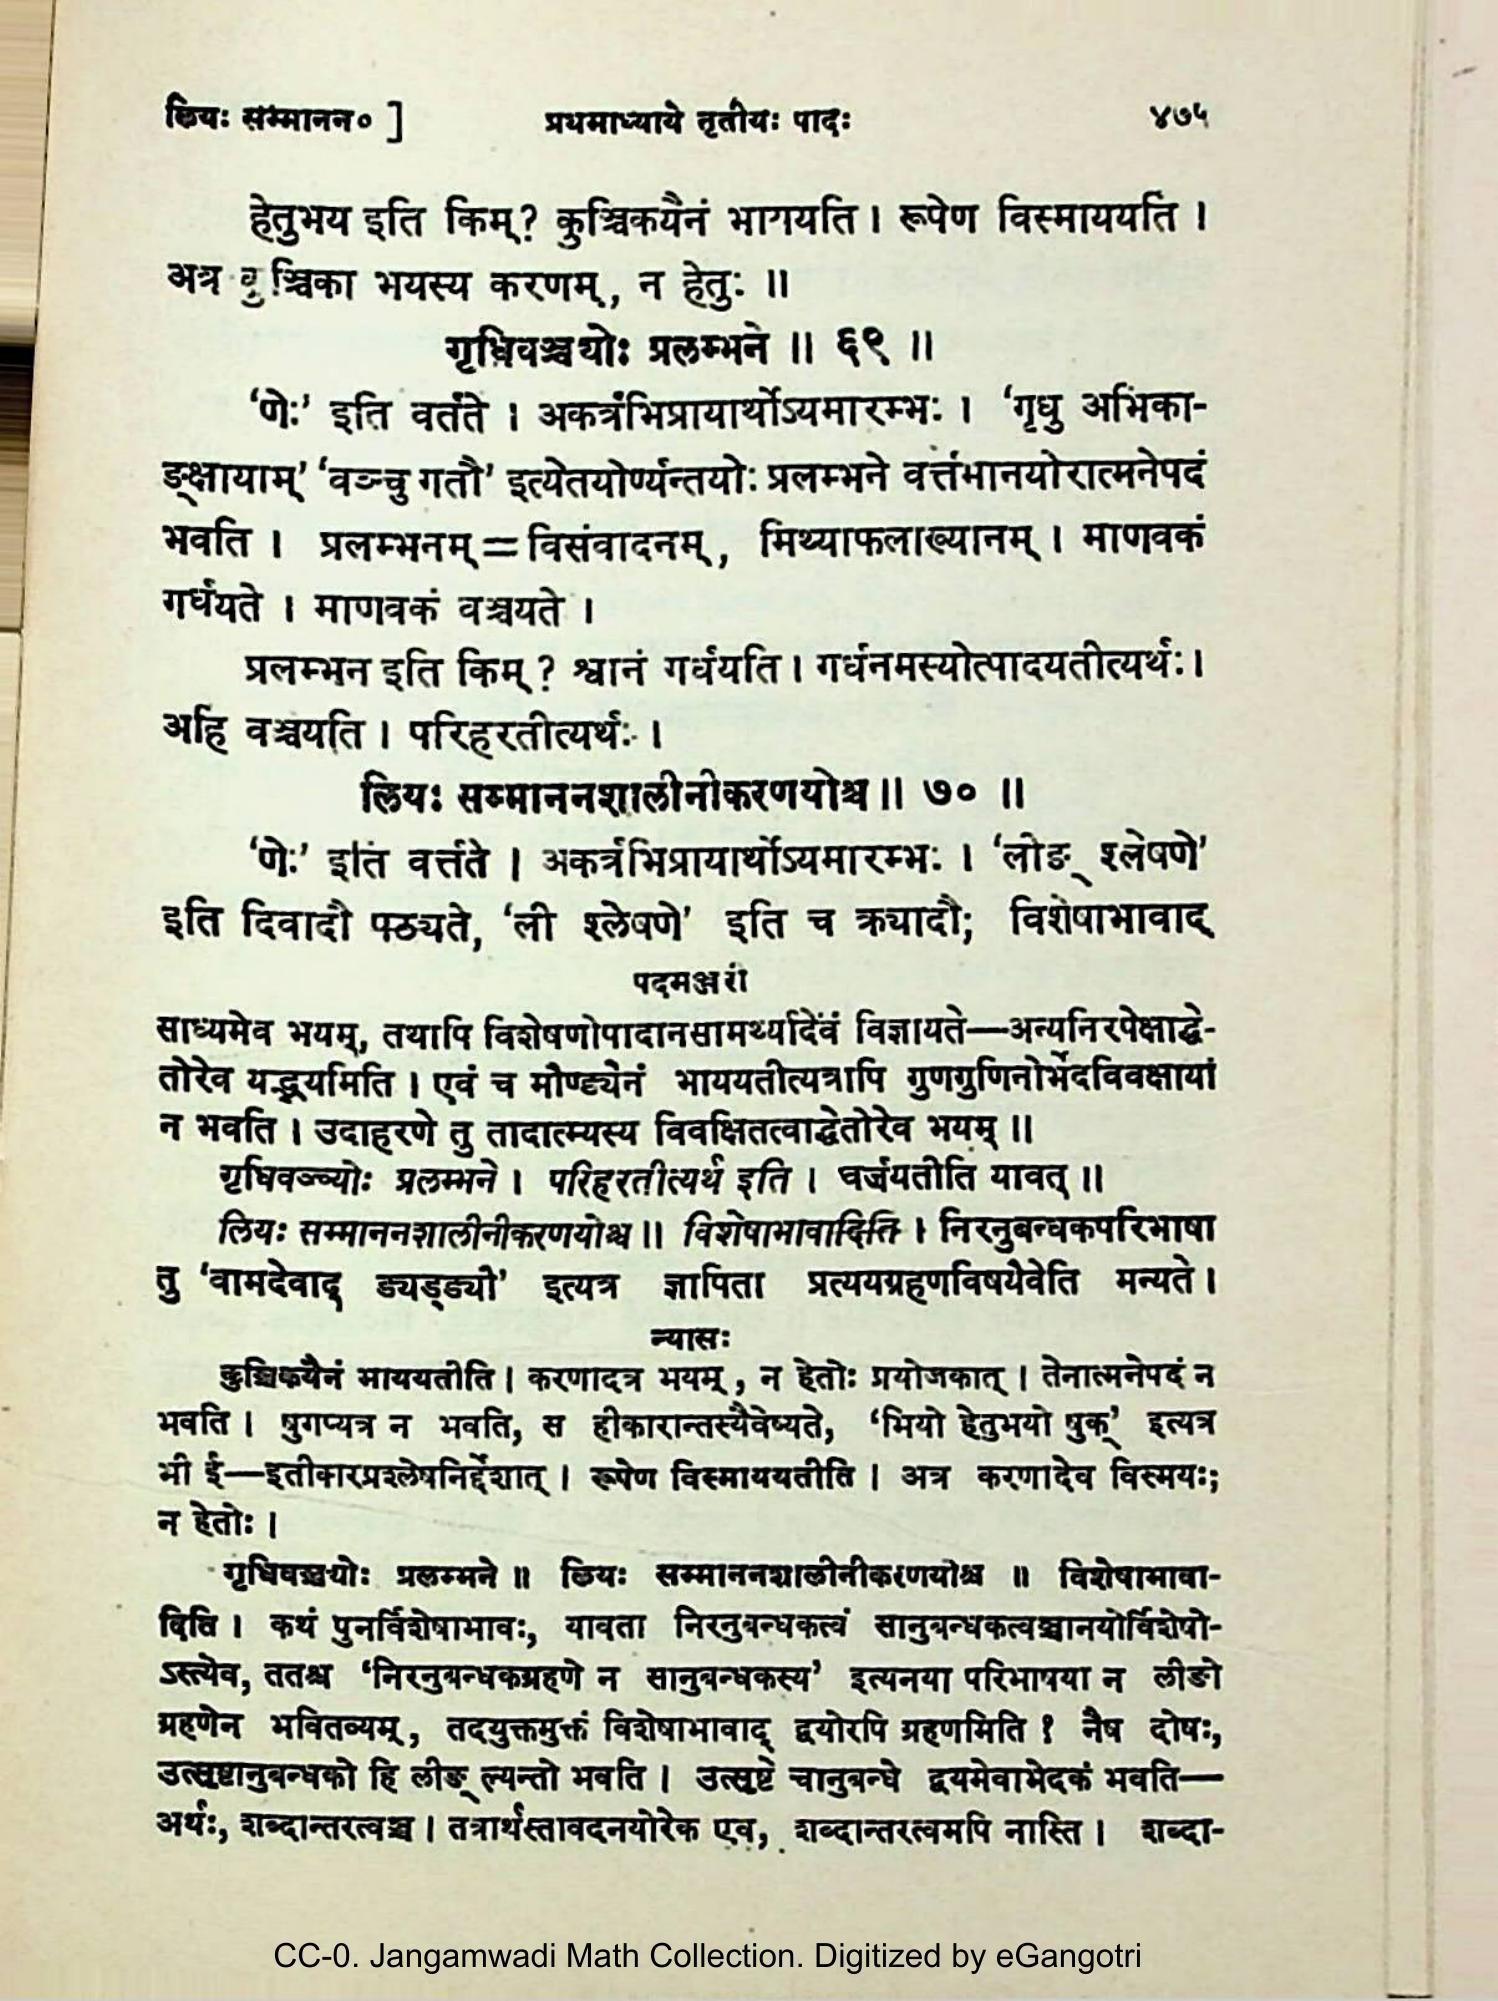 लियः सम्मानन० ] प्रथमाध्याये तृतीयः पादः ४७५
हेतुभय इति किम्? कुञ्चिकयैनं भायययति । रूपेण विस्माययति ।
अत्र कुञ्चिका भयस्य करणम्, न हेतुः ॥
गृधिवञ्च्योः प्रलम्भने ॥ ६९ ॥
‘णेः’ इति वर्तते । अकर्त्रभिप्रायार्थोऽयमारम्भः । ‘गृधु अभिका-
ङ्क्षायाम्’ ‘वञ्चु गतौ’ इत्येतयोर्ण्यन्तयोः प्रलम्भने वर्त्तमानयोरात्मनेपदं
भवति । प्रलम्भनम् = विसंवादनम्, मिथ्याफलाख्यानम् । माणवकं
गर्धयते । माणवकं वञ्चयते ।
प्रलम्भन इति किम् ? श्वानं गर्धयति । गर्धनमस्योत्पादयतीत्यर्थः ।
अहि वञ्चयति । परिहरतीत्यर्थः ।
लियः सम्माननशालीनीकरणयोश्च ॥ ७० ॥
‘णेः’ इति वर्त्तते । अकर्त्रभिप्रायार्थोऽयमारम्भः । ‘लीङ् श्लेषणे’
इति दिवादौ पठ्यते, ‘ली श्लेषणे’ इति च क्र्यादौ; विशेषाभावाद्
पदमञ्जरी
साध्यमेव भयम्, तथापि विशेषणोपादानसामर्थ्यादेवं विज्ञायते—अन्यनिरपेक्षाद्धे-
तोरेव यद्भयमिति । एवं च मौण्ड्येनं भाययतीत्यत्रापि गुणगुणिनोर्भेदविवक्षायां
न भवति । उदाहरणे तु तादात्म्यस्य विवक्षितत्वाद्धेतोरेव भयम् ॥
गृधिवञ्च्योः प्रलम्भने । परिहरतीत्यर्थ इति । वर्जयतीति यावत् ॥
लियः सम्माननशालीनीकरणयोश्च ॥ विशेषाभावादिति । निरनुबन्धकपरिभाषा
तु ‘वामदेवाद् ड्यड्ड्यौ’ इत्यत्र ज्ञापिता प्रत्ययग्रहणविषयैवेति मन्यते ।
न्यासः
कुञ्चिकयैनं भाययतीति । करणादत्र भयम्, न हेतोः प्रयोजकात् । तेनात्मनेपदं न
भवति । षुगप्यत्र न भवति, स हीकारान्तस्यैवेष्यते, ‘भियो हेतुभयो षुक्’ इत्यत्र
भी ई—इतीकारप्रश्लेषनिर्द्देशात् । रूपेण विस्माययतीति । अत्र करणादेव विस्मयः;
न हेतोः ।
गृधिवञ्च्योः प्रलम्भने ॥ लियः सम्माननशालीनीकरणयोश्च ॥ विशेषाभावा-
दिति । कथं पुनर्विशेषाभावः, यावता निरनुबन्धकत्वं सानुबन्धकत्वञ्चानयोर्विशेषो-
ऽस्त्येव, ततश्च ‘निरनुबन्धकग्रहणे न सानुबन्धकस्य’ इत्यनया परिभाषया न लीङो
ग्रहणेन भवितव्यम्, तदयुक्तमुक्तं विशेषाभावाद् द्वयोरपि ग्रहणमिति ? नैष दोषः,
उत्सृष्टानुबन्धको हि लीङ् ल्यन्तो भवति । उत्सृष्टे चानुबन्धे द्वयमेवाभेदकं भवति—
अर्थः, शब्दान्तरत्वञ्च । तत्रार्थस्तावदनयोरेक एव, शब्दान्तरत्वमपि नास्ति । शब्दा-
CC-0. Jangamwadi Math Collection. Digitized by eGangotri